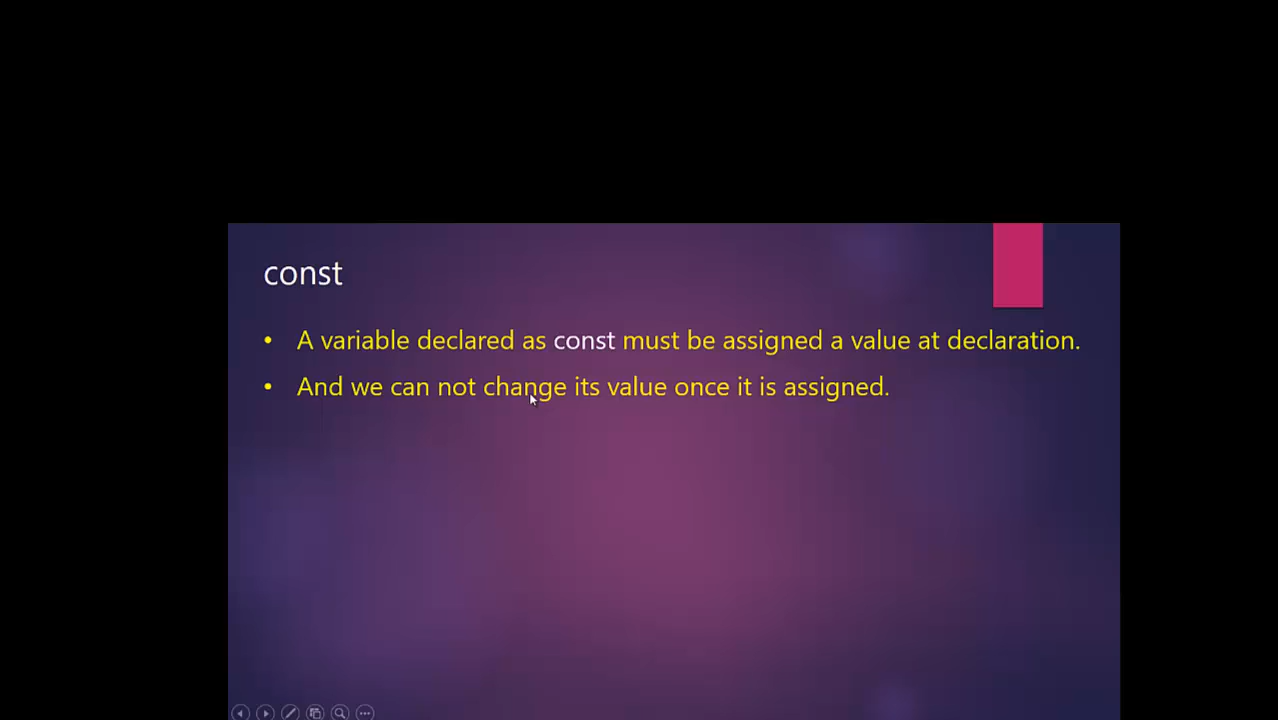 const
• A variable declared as const must be assigned a value at declaration.
• And we can not change its value once it is assigned.